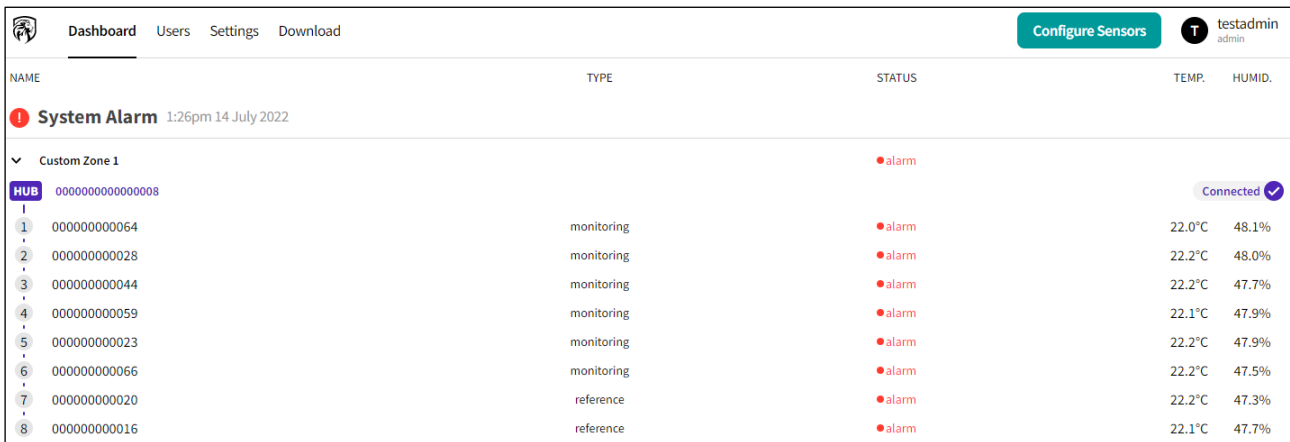 Dashboard Users Settings Download Configure Sensors T testadmin
admin
NAME TYPE STATUS TEMP. HUMID.
! System Alarm 1:26pm 14 July 2022
Custom Zone 1 alarm
HUB 0000000000000008 Connected
1 000000000064 monitoring alarm 22.0°C 48.1%
2 000000000028 monitoring alarm 22.2°C 48.0%
3 000000000044 monitoring alarm 22.2°C 47.7%
4 000000000059 monitoring alarm 22.1°C 47.9%
5 000000000023 monitoring alarm 22.2°C 47.9%
6 000000000066 monitoring alarm 22.2°C 47.5%
7 000000000020 reference alarm 22.2°C 47.3%
8 000000000016 reference alarm 22.1°C 47.7%